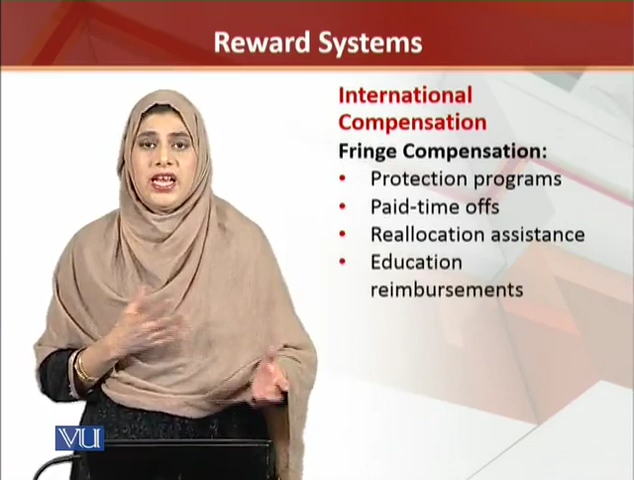 Reward Systems
International
Compensation
Fringe Compensation:
• Protection programs
• Paid-time offs
• Reallocation assistance
• Education
reimbursements
VU